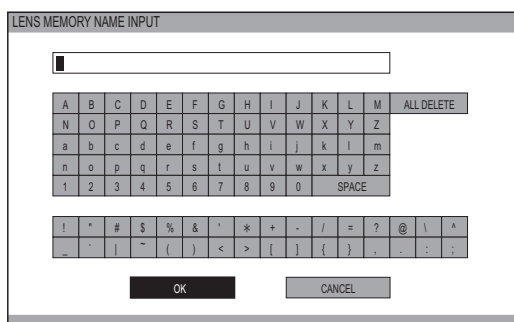 LENS MEMORY NAME INPUT
A B C D E F G H I J K L M ALL DELETE
N O P Q R S T U V W X Y Z
a b c d e f g h i j k l m
n o p q r s t u v w x y z
1 2 3 4 5 6 7 8 9 0 SPACE
! " # $ % & ' * + - / = ? @ \ ^
_ ` | ~ ( ) < > [ ] { } , . : ;
OK CANCEL